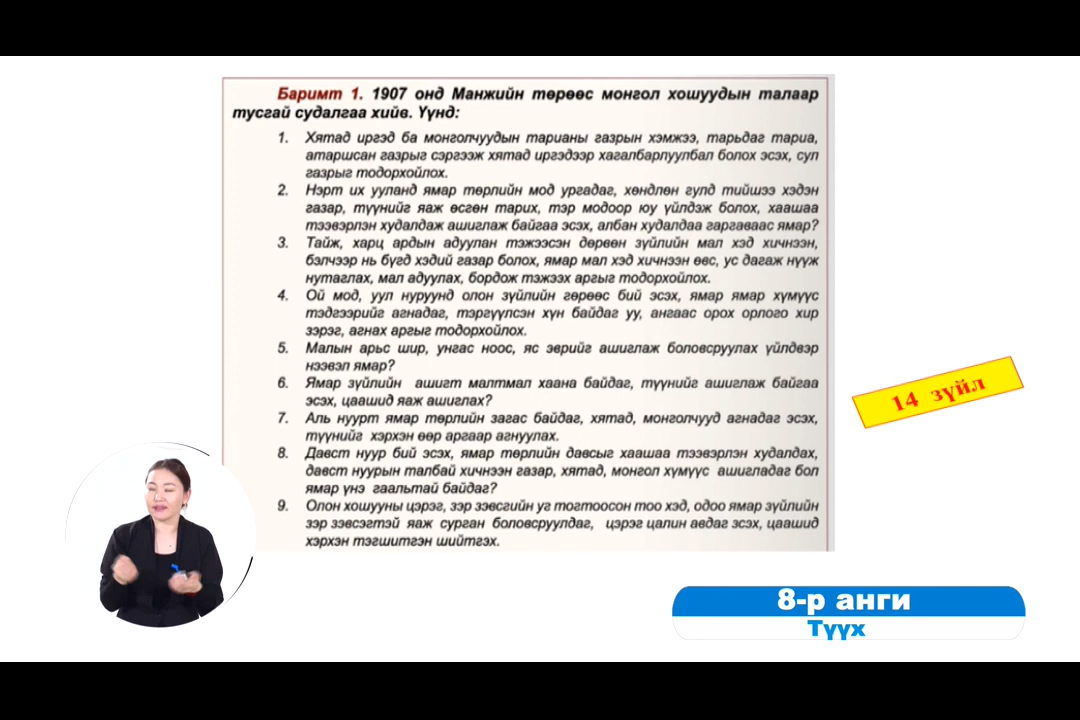 Баримт 1. 1907 онд Манжийн төрөөс монгол хошуудын талаар
тусгай судалгаа хийв. Үүнд:
1. Хятад иргэд ба монголчуудын тарианы газрын хэмжээ, тарьдаг тариа,
атаршсан газрыг сэргээж хятад иргэдээр хагалбарлуулбал болох эсэх, сул
газрыг тодорхойлох.
2. Нэрт их ууланд ямар төрлийн мод ургадаг, хөндлөн гулд тийшээ хэдэн
газар, түүнийг яаж өсгөн тарих, тэр модоор юу үйлдэж болох, хаашаа
тээвэрлэн худалдаж ашиглаж байгаа эсэх, албан худалдаа гаргаваас ямар?
3. Тайж, харц ардын адуулан тэжээсэн дөрвөн зүйлийн мал хэд хичнээн,
бэлчээр нь бүгд хэдий газар болох, ямар мал хэд хичнээн өвс, ус дагаж нүүж
нутаглах, мал адуулах, бордож тэжээх аргыг тодорхойлох.
4. Ой мод, уул нуруунд олон зүйлийн гөрөөс бий эсэх, ямар ямар хүмүүс
тэдгээрийг агнадаг, тэргүүлсэн хүн байдаг уу, ангаас орох орлого хир
зэрэг, агнах аргыг тодорхойлох.
5. Малын арьс шир, унгас ноос, яс эврийг ашиглаж боловсруулах үйлдвэр
нээвэл ямар?
6. Ямар зүйлийн ашигт малтмал хаана байдаг, түүнийг ашиглаж байгаа
эсэх, цаашид яаж ашиглах?
7. Аль нуурт ямар төрлийн загас байдаг, хятад, монголчууд агнадаг эсэх,
түүнийг хэрхэн өөр аргаар агнуулах.
8. Давст нуур бий эсэх, ямар төрлийн давсыг хаашаа тээвэрлэн худалдах,
давст нуурын талбай хичнээн газар, хятад, монгол хүмүүс ашигладаг бол
ямар үнэ гаальтай байдаг?
9. Олон хошууны цэрэг, зэр зэвсгийн уг тогтоосон тоо хэд, одоо ямар зүйлийн
зэр зэвсэгтэй яаж сурган боловсруулдаг, цэрэг цалин авдаг зсэх, цаашид
хэрхэн тэгшитгэн шийтгэх.
14 зүйл
8-р анги
Түүх